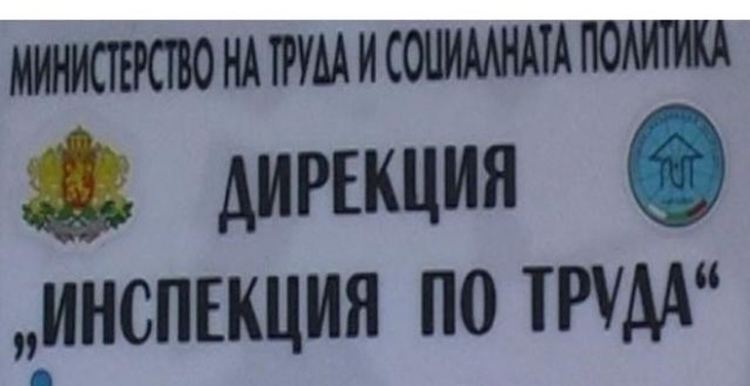 МИНИСТЕРСТВО НА ТРУДА И СОЦИАЛНАТА ПОЛИТИКА
ДИРЕКЦИЯ
„ИНСПЕКЦИЯ ПО ТРУДА“